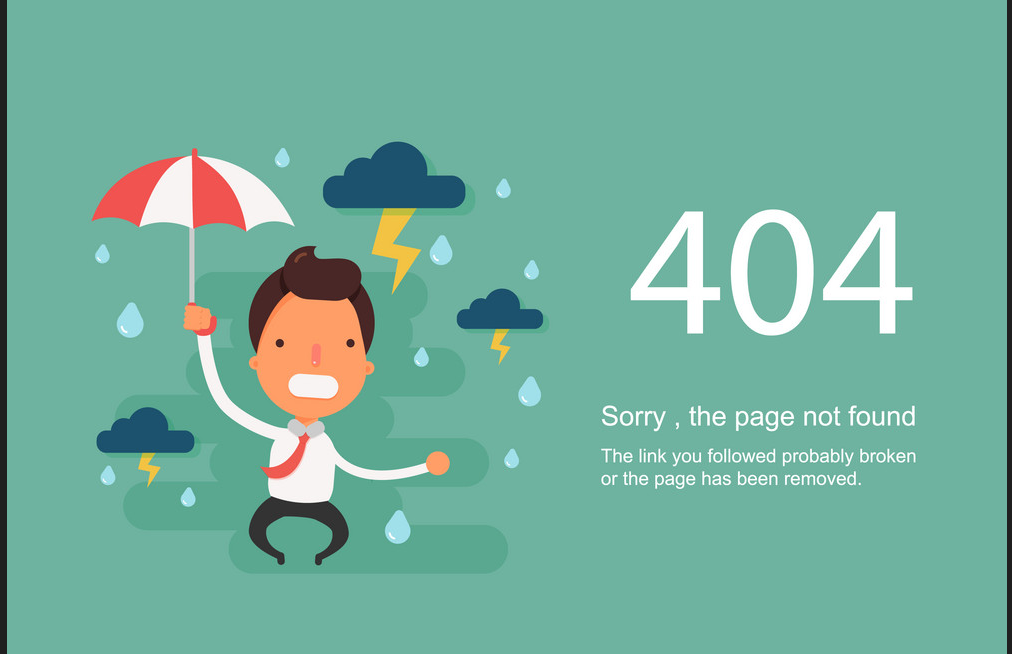 404
Sorry , the page not found
The link you followed probably broken
or the page has been removed.